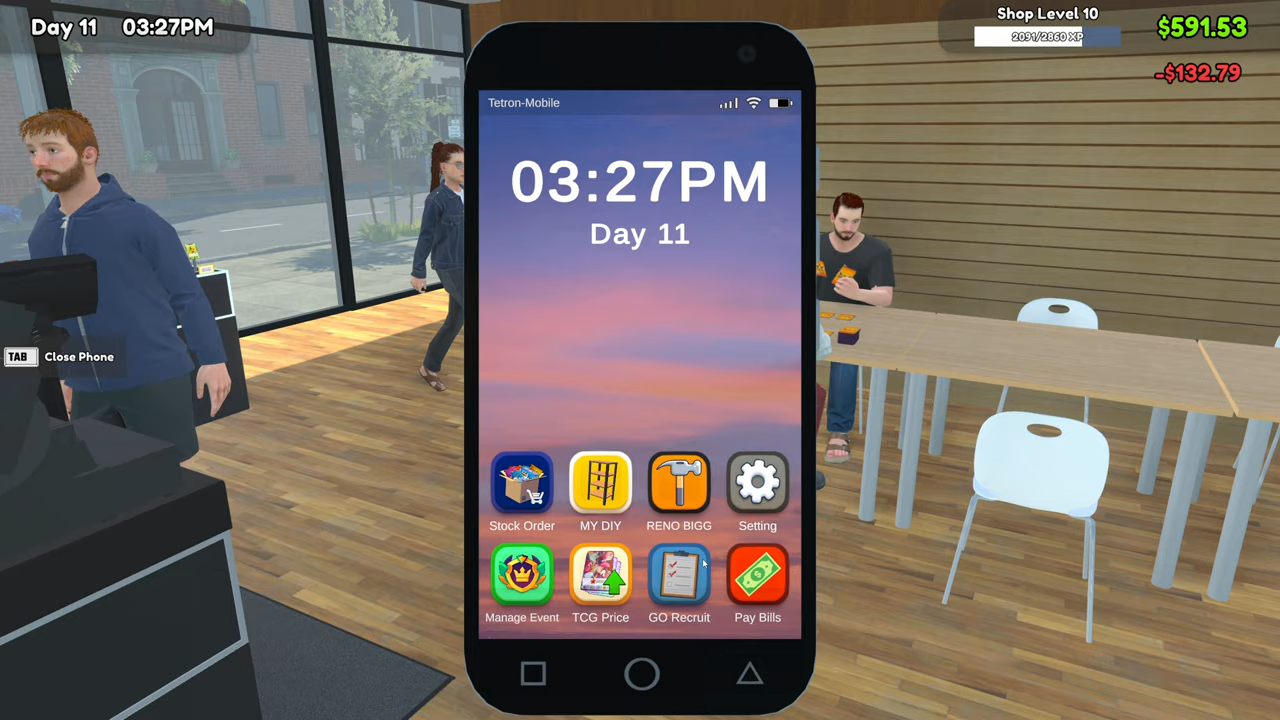 Day 11 03:27PM
Shop Level 10
2091/2860 XP
$591.53
-$132.79
Tetron-Mobile
03:27PM
Day 11
TAB Close Phone
Stock Order MY DIY RENO BIGG Setting
Manage Event TCG Price GO Recruit Pay Bills